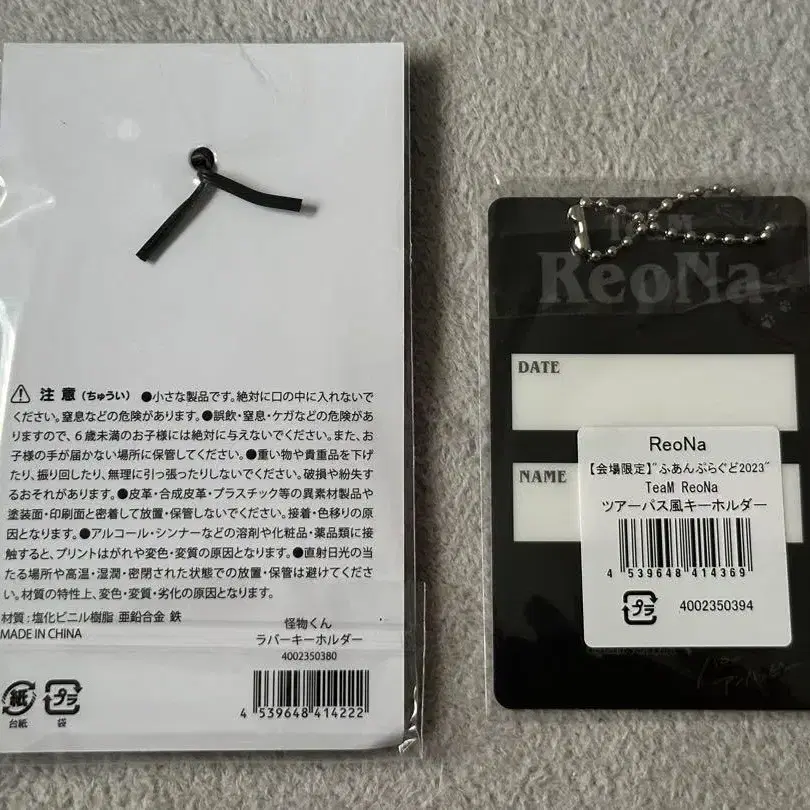 ⚠ 注意(ちゅうい) ●小さな製品です。絶対に口の中に入れないで
ください。窒息などの危険があります。●誤飲・窒息・ケガなどの危険があ
りますので、6歳未満のお子様には絶対に与えないでください。また、お
子様の手が届かない場所に保管してください。●重い物や貴重品を下げ
たり、振り回したり、無理に引っ張ったりしないでください。破損や紛失す
るおそれがあります。●皮革・合成皮革・プラスチック等の異素材製品や
塗装面・印刷面と密着して放置・保管しないでください。接着・色移りの原
因となります。●アルコール・シンナーなどの溶剤や化粧品・薬品類に接
触すると、プリントはがれや変色・変質の原因となります。●直射日光の当
たる場所や高温・湿潤・密閉された状態での放置・保管は避けてくださ
い。材質の特性上、変色・変質・劣化の原因となります。
材質:塩化ビニル樹脂 亜鉛合金 鉄
MADE IN CHINA
怪物くん
ラバーキーホルダー
4002350380
4 539648 414222
紙
台紙
プラ
袋
TeaM
ReoNa
DATE
NAME
ReoNa
【会場限定】"ふあんぷらぐど2023"
TeaM ReoNa
ツアーパス風キーホルダー
4 539648 414369
プラ
4002350394